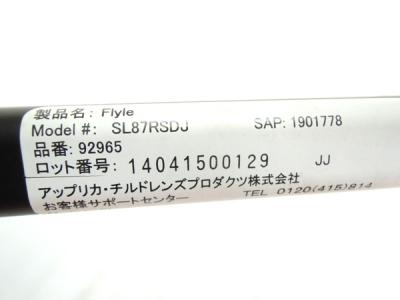 製品名: Flyle
Model #: SL87RSDJ SAP: 1901778
品番: 92965
ロット番号: 14041500129 JJ
アップリカ・チルドレンズプロダクツ株式会社
お客様サポートセンター
TEL 0120(415)814